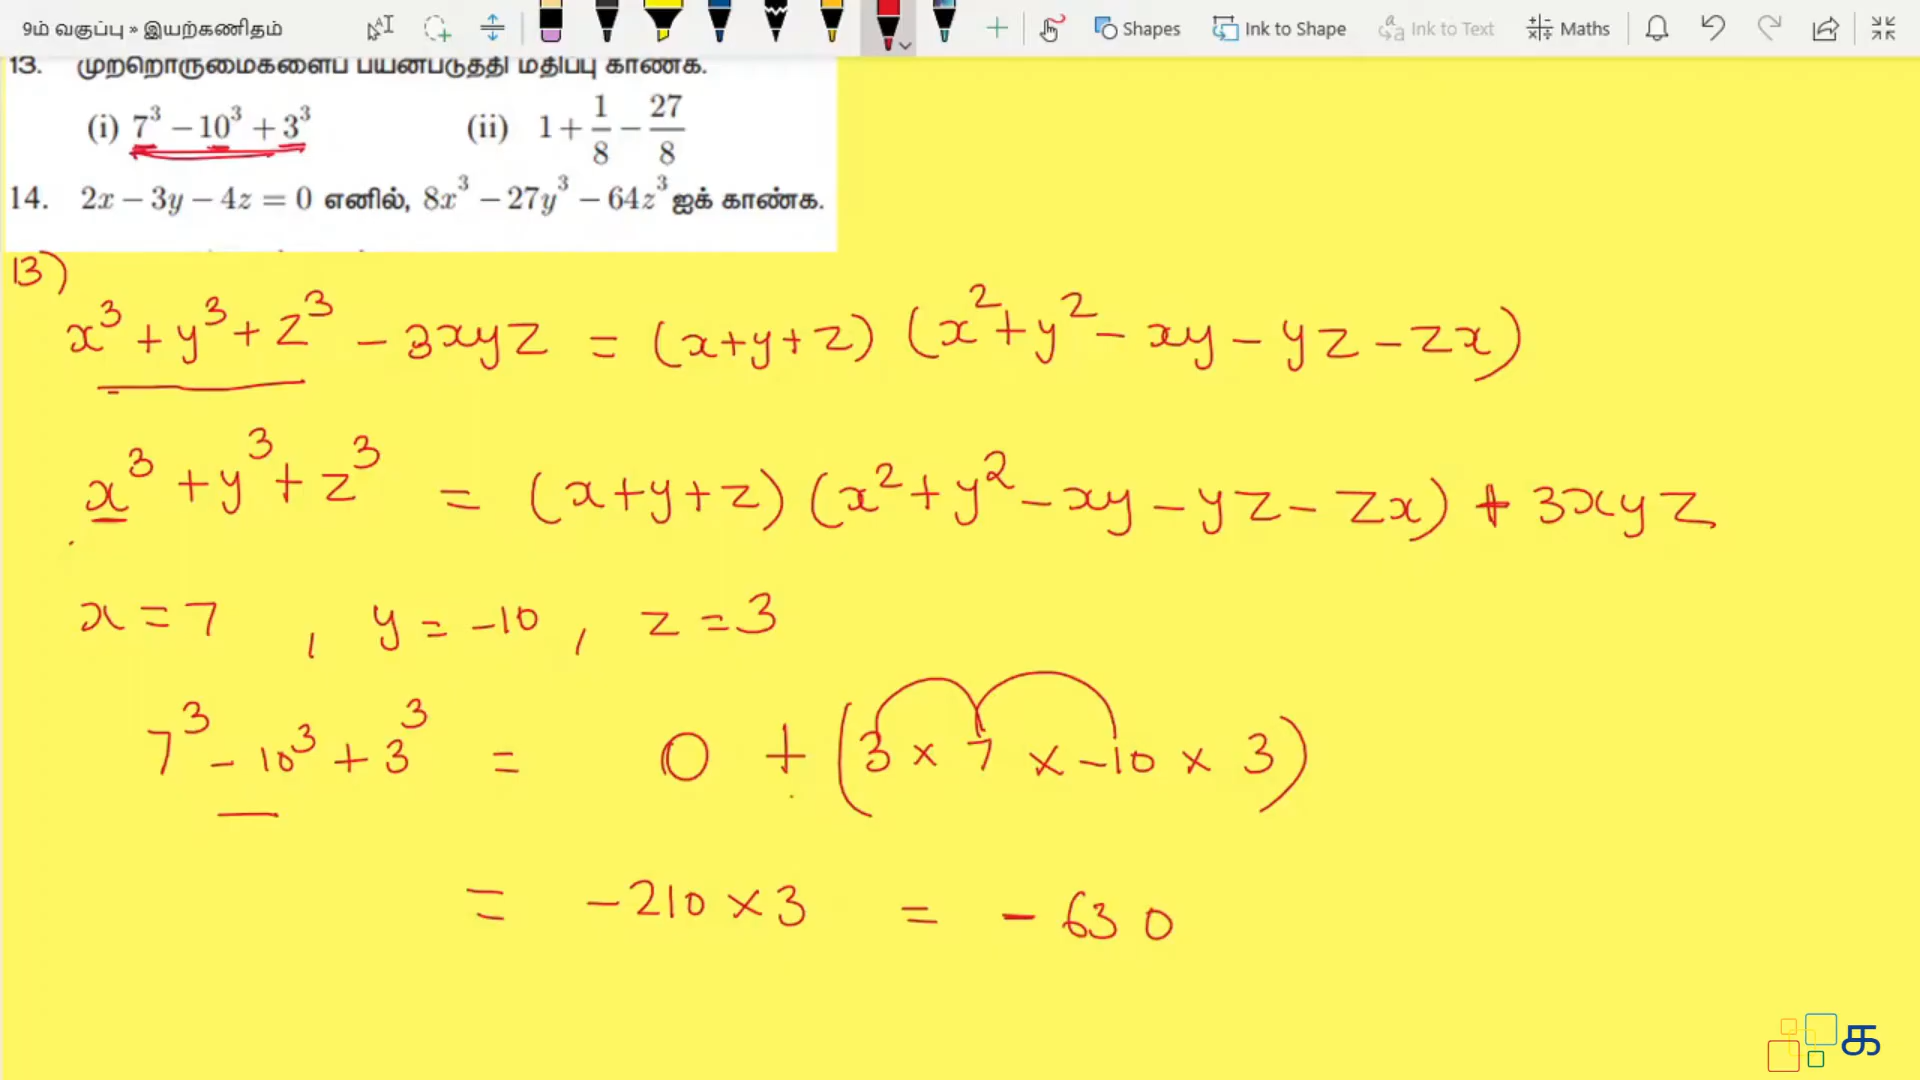 9ம் வகுப்பு » இயற்கணிதம்
Shapes
Ink to Shape
Ink to Text
Maths
13. முற்றொருமைகளைப் பயன்படுத்தி மதிப்பு காண்க.
(i) 7³ − 10³ + 3³ (ii) 1 + 1/8 − 27/8
14. 2x − 3y − 4z = 0 எனில், 8x³ − 27y³ − 64z³ ஐக் காண்க.
13)
x³ + y³ + z³ − 3xyz = (x+y+z) (x² + y² − xy − yz − zx)
x³ + y³ + z³ = (x+y+z) (x² + y² − xy − yz − zx) + 3xyz
x = 7 , y = −10 , z = 3
7³ − 10³ + 3³ = 0 + (3 × 7 × −10 × 3)
= −210 × 3 = − 630
க